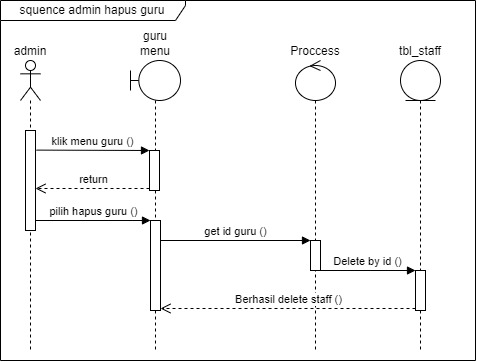 squence admin hapus guru
admin
guru
menu
Proccess
tbl_staff
klik menu guru ()
return
pilih hapus guru ()
get id guru ()
Delete by id ()
Berhasil delete staff ()